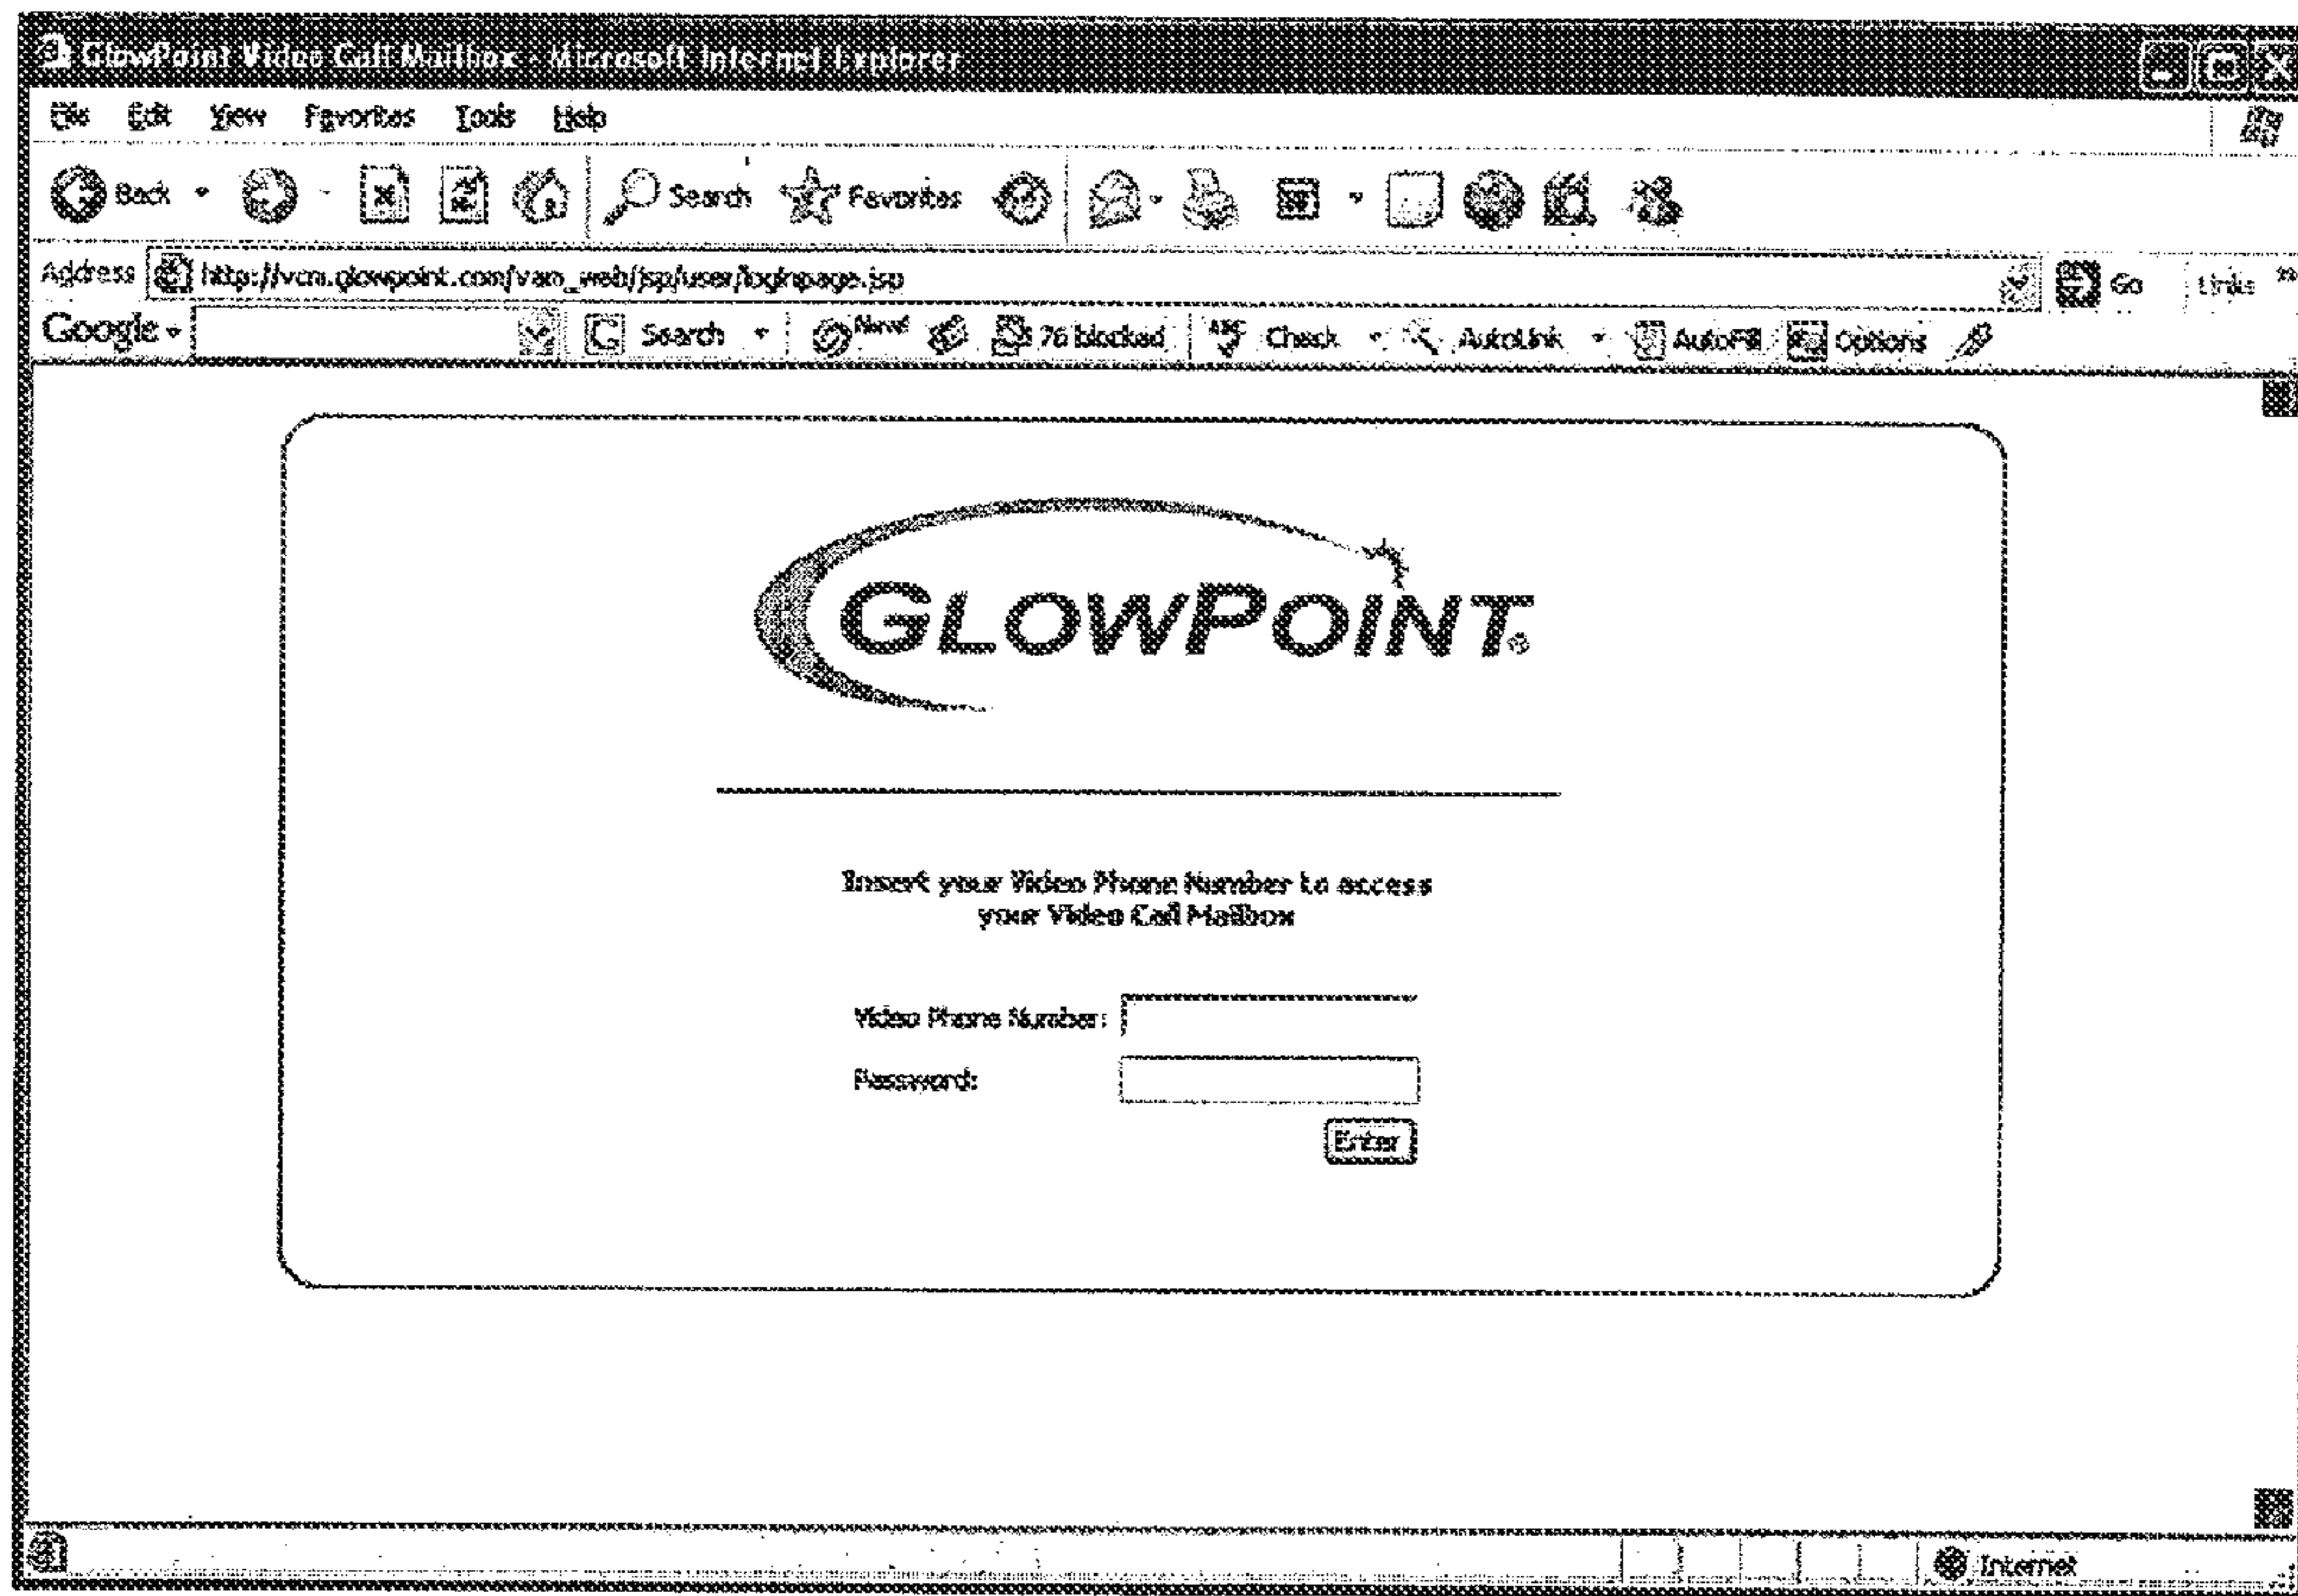 GlowPoint Video Call Mailbox - Microsoft Internet Explorer
File Edit View Favorites Tools Help
Back Search Favorites
Address http://vcm.glowpoint.com/vam_web/jsp/user/loginpage.jsp Go Links »
Google Search New! 76 blocked ABC Check AutoLink AutoFill Options
GLOWPOINT®
Insert your Video Phone Number to access
your Video Call Mailbox
Video Phone Number:
Password:
Enter
Internet